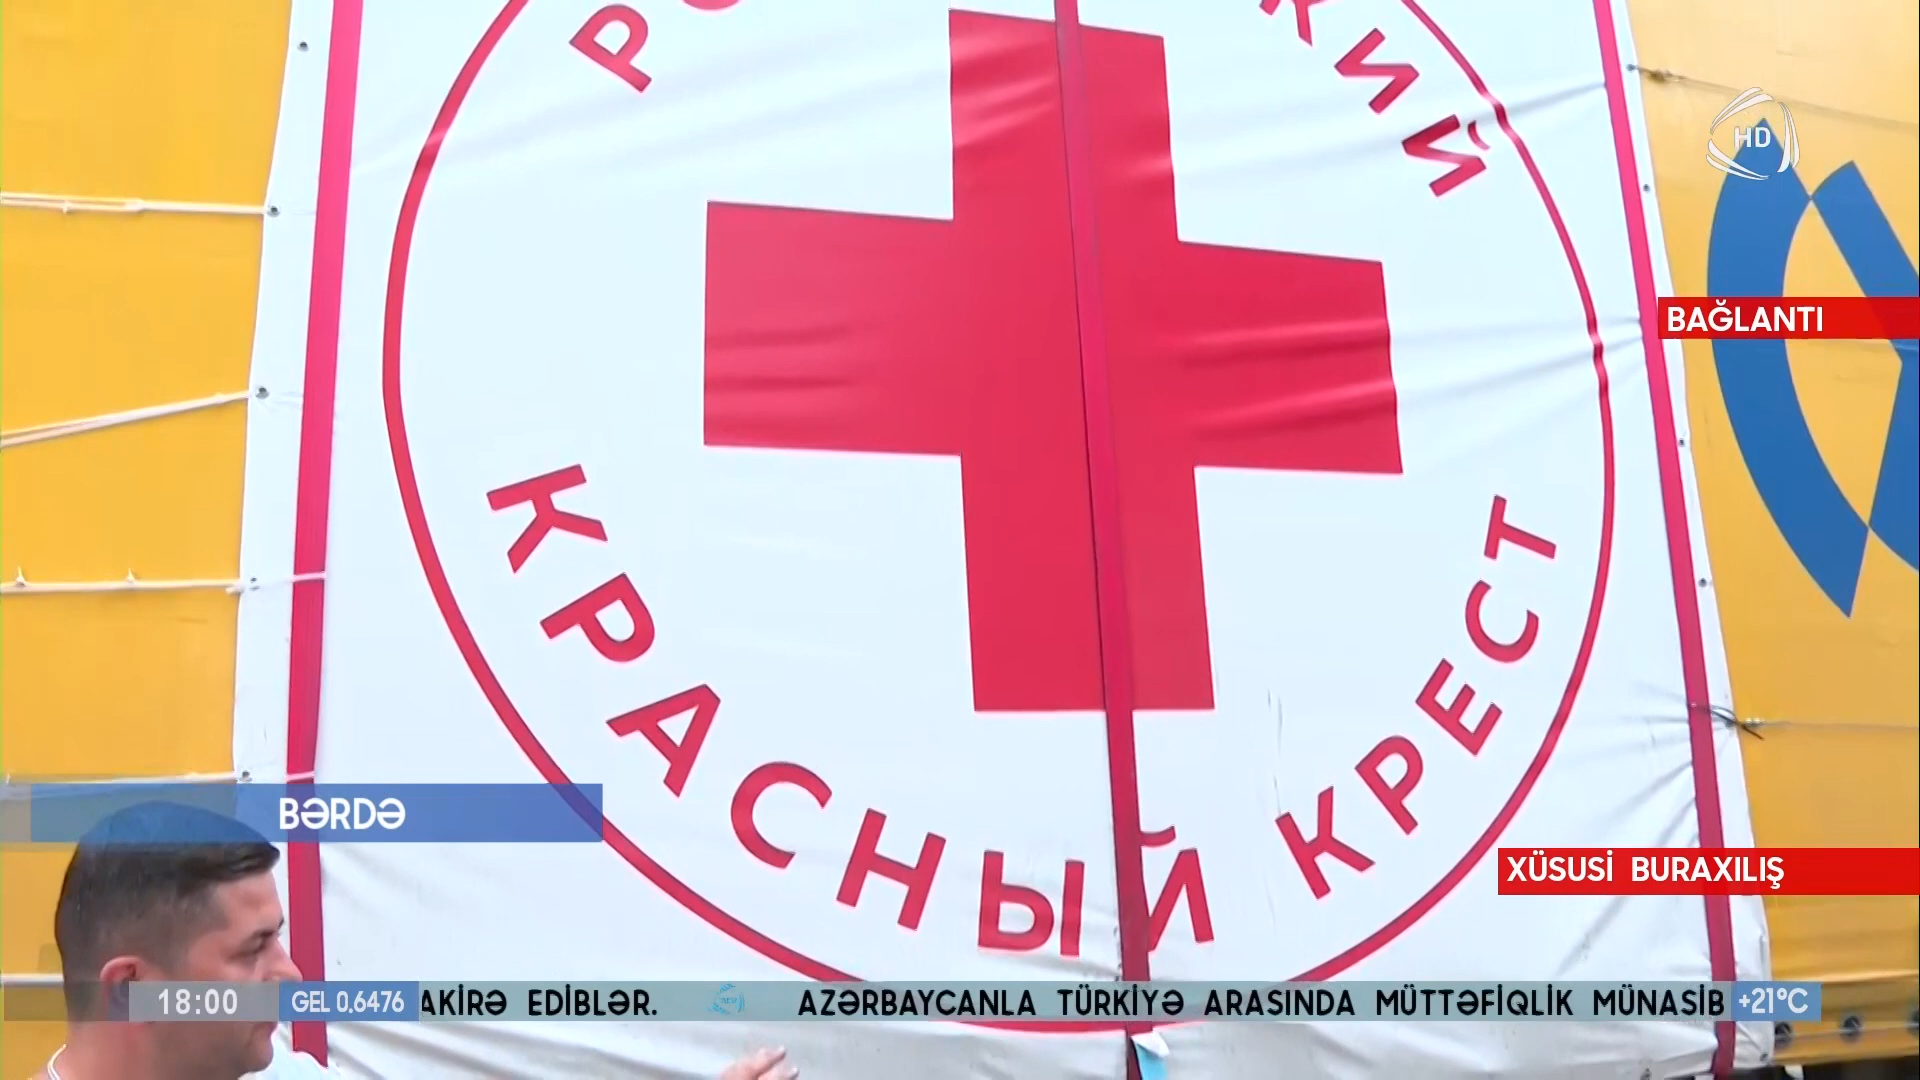 КИЙ
HD
BAĞLANTI
КРАСНЫЙ КРЕСТ
BƏRDƏ
XÜSUSİ BURAXILIŞ
18:00 GEL 0.6476 AKİRƏ EDİBLƏR. AZƏRBAYCANLA TÜRKİYƏ ARASINDA MÜTTƏFİQLİK MÜNASİB +21°C